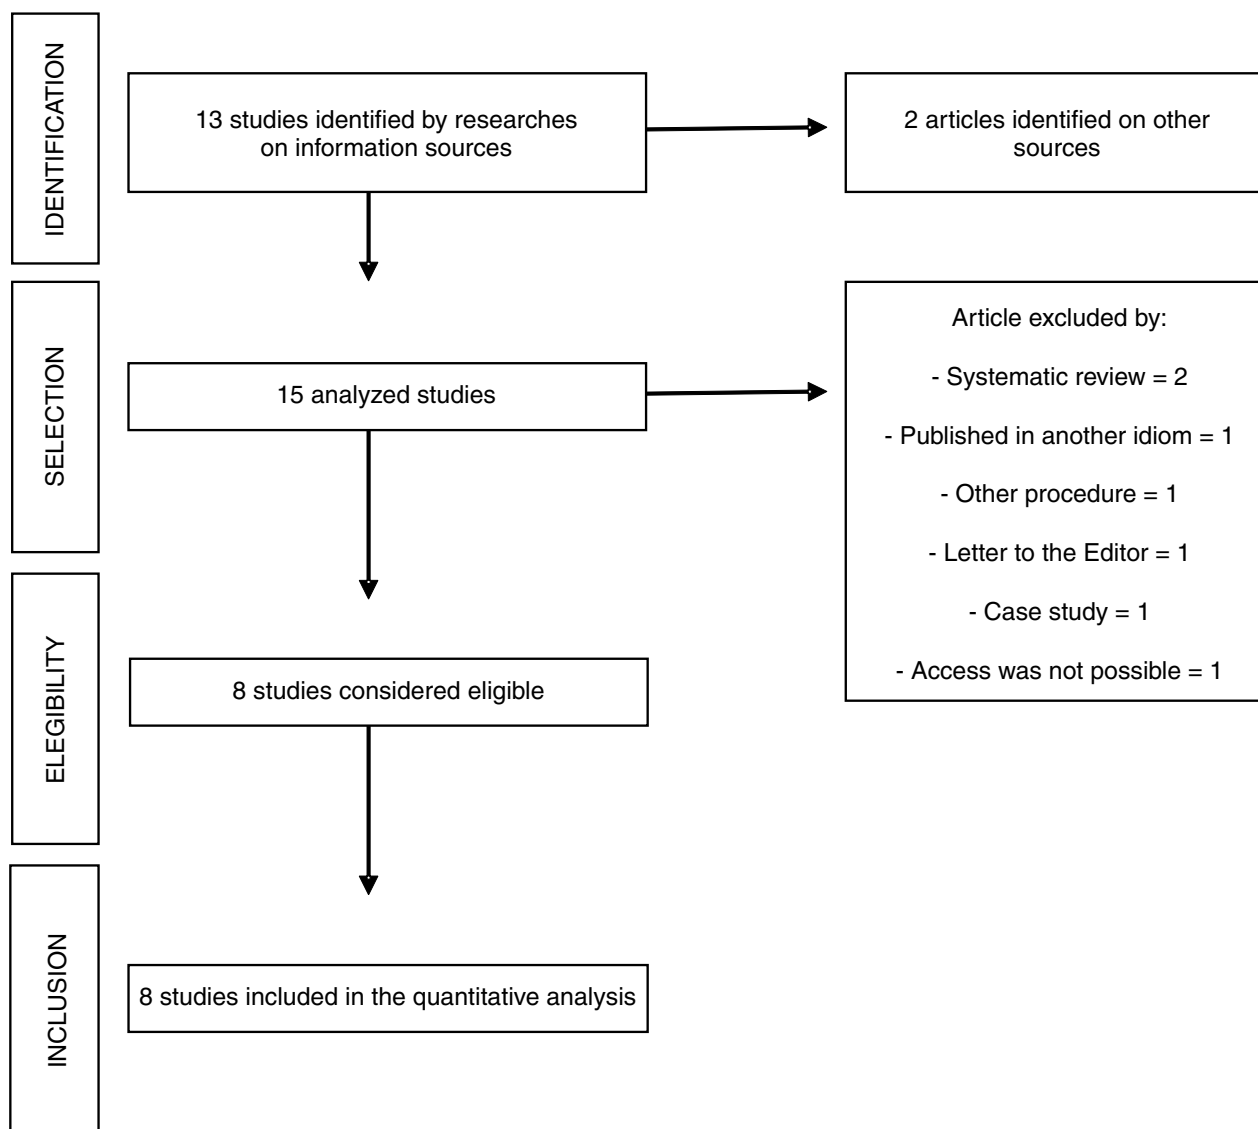 IDENTIFICATION
13 studies identified by researches
on information sources
2 articles identified on other
sources
SELECTION
15 analyzed studies
Article excluded by:
- Systematic review = 2
- Published in another idiom = 1
- Other procedure = 1
- Letter to the Editor = 1
- Case study = 1
- Access was not possible = 1
ELEGIBILITY
8 studies considered eligible
INCLUSION
8 studies included in the quantitative analysis